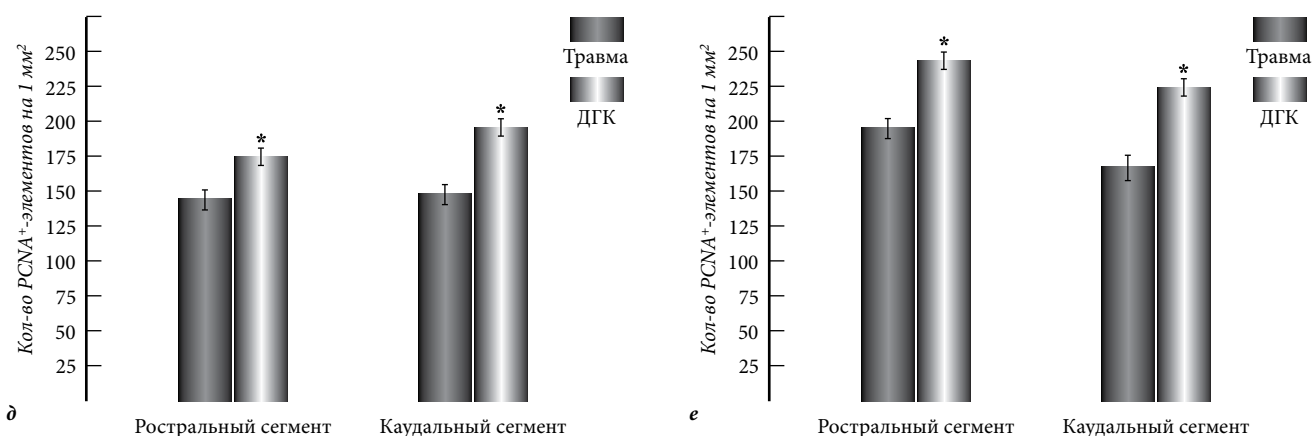 Кол-во PCNA⁺-элементов на 1 мм²
250
225
200
175
150
125
100
75
50
25
*
*
Травма
ДГК
д
Ростральный сегмент
Каудальный сегмент
Кол-во PCNA⁺-элементов на 1 мм²
250
225
200
175
150
125
100
75
50
25
*
*
Травма
ДГК
е
Ростральный сегмент
Каудальный сегмент